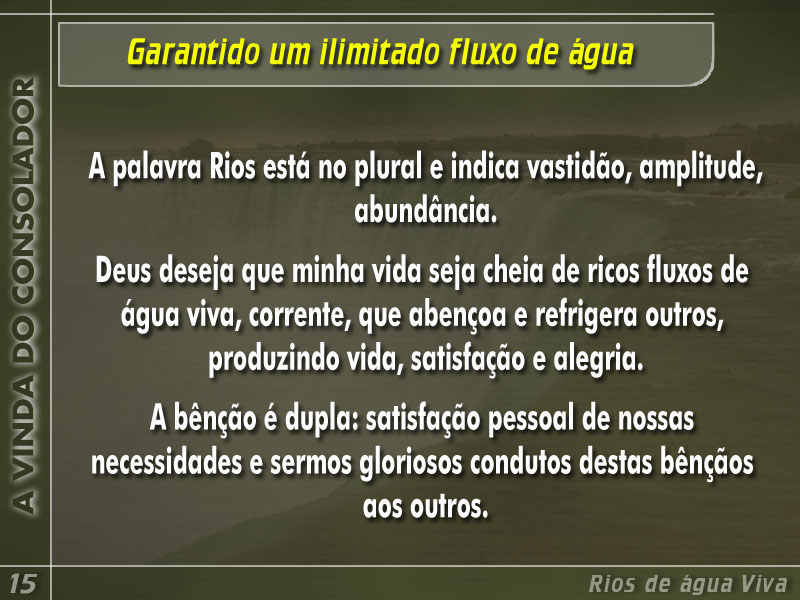 Garantido um ilimitado fluxo de água
A VINDA DO CONSOLADOR
A palavra Rios está no plural e indica vastidão, amplitude,
abundância.
Deus deseja que minha vida seja cheia de ricos fluxos de
água viva, corrente, que abençoa e refrigera outros,
produzindo vida, satisfação e alegria.
A bênção é dupla: satisfação pessoal de nossas
necessidades e sermos gloriosos condutos destas bênçãos
aos outros.
15
Rios de água Viva